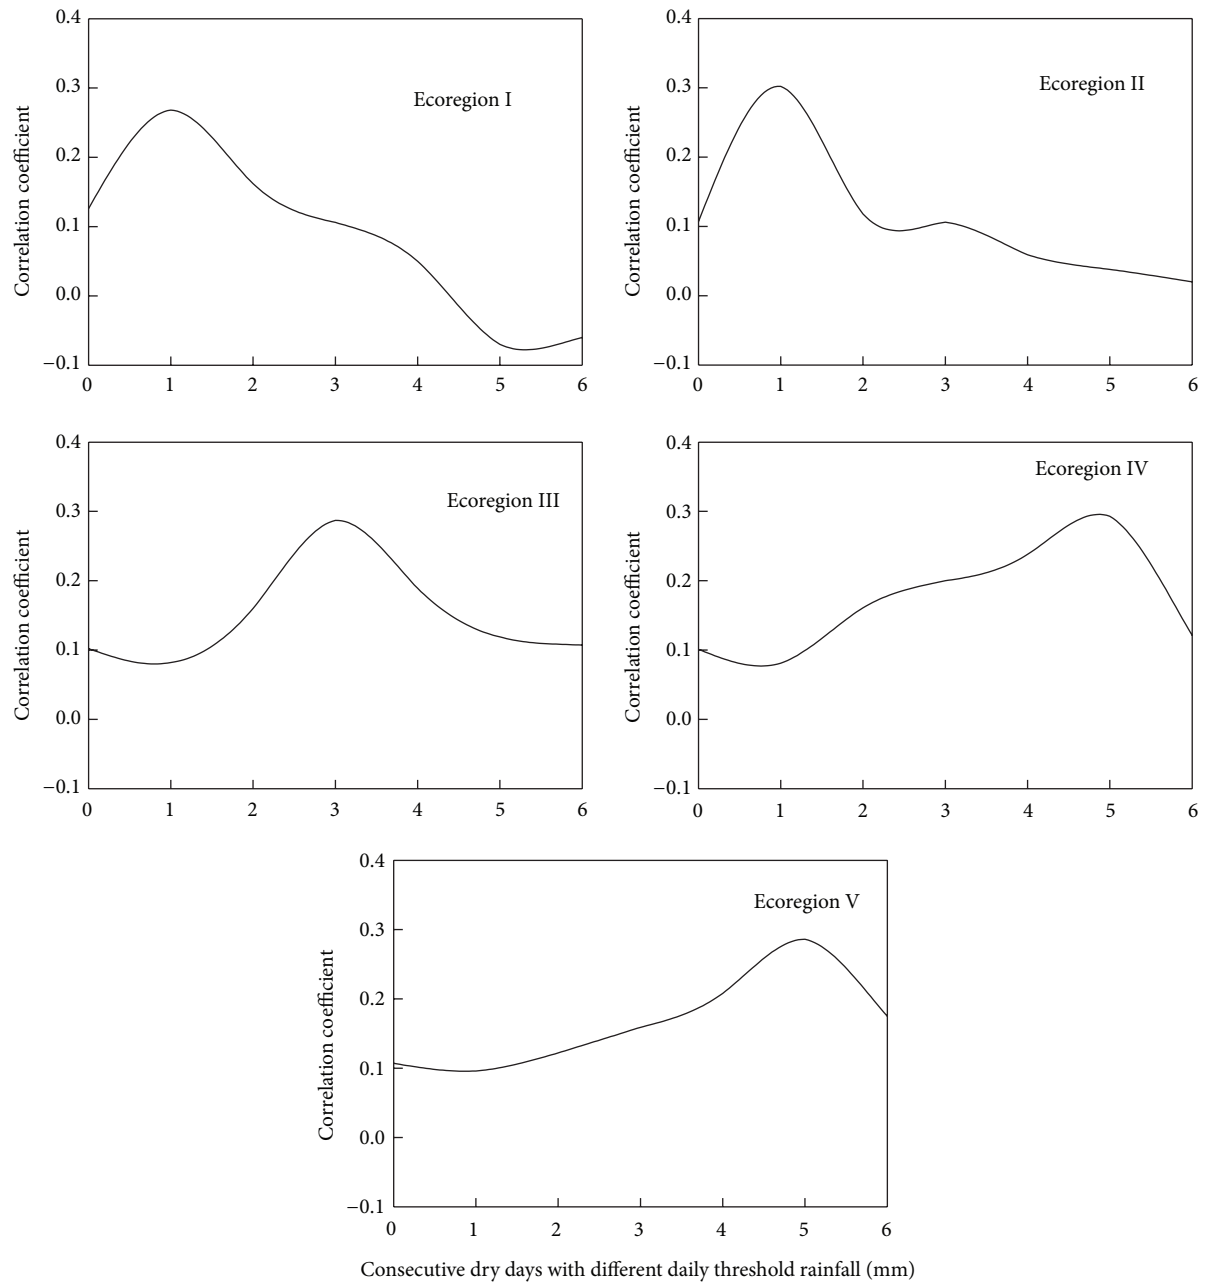 0.4
0.3
0.2
0.1
0.0
−0.1
Correlation coefficient
Ecoregion I
0 1 2 3 4 5 6
0.4
0.3
0.2
0.1
0.0
−0.1
Correlation coefficient
Ecoregion II
0 1 2 3 4 5 6
0.4
0.3
0.2
0.1
0.0
−0.1
Correlation coefficient
Ecoregion III
0 1 2 3 4 5 6
0.4
0.3
0.2
0.1
0.0
−0.1
Correlation coefficient
Ecoregion IV
0 1 2 3 4 5 6
0.4
0.3
0.2
0.1
0.0
−0.1
Correlation coefficient
Ecoregion V
0 1 2 3 4 5 6
Consecutive dry days with different daily threshold rainfall (mm)